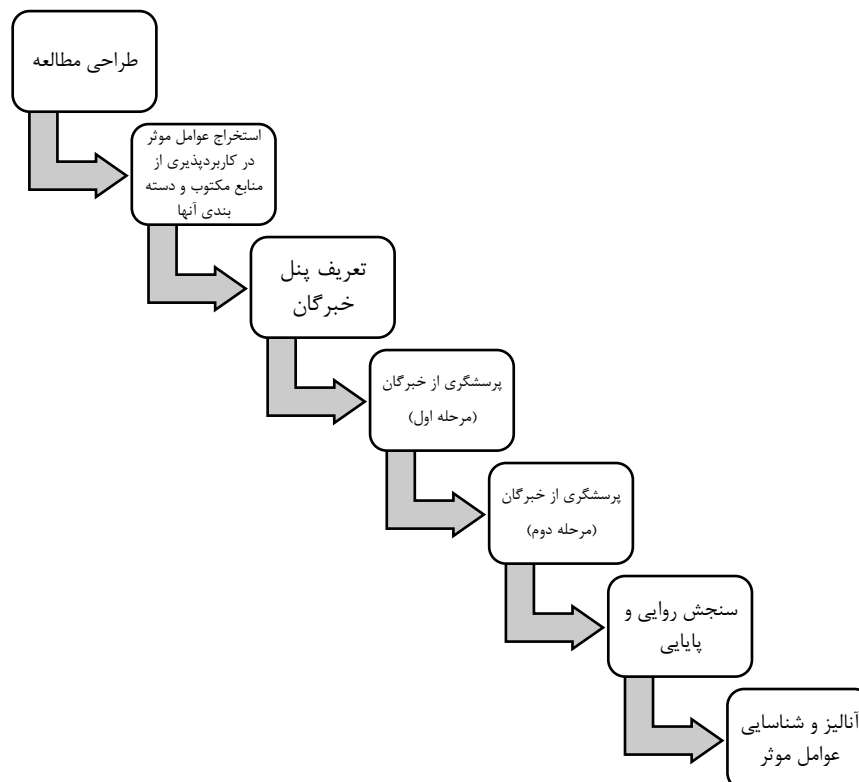 طراحی مطالعه
استخراج عوامل موثر
در کاربردپذیری از
منابع مکتوب و دسته
بندی آنها
تعریف پنل
خبرگان
پرسشگری از خبرگان
(مرحله اول)
پرسشگری از خبرگان
(مرحله دوم)
سنجش روایی و
پایایی
آنالیز و شناسایی
عوامل موثر